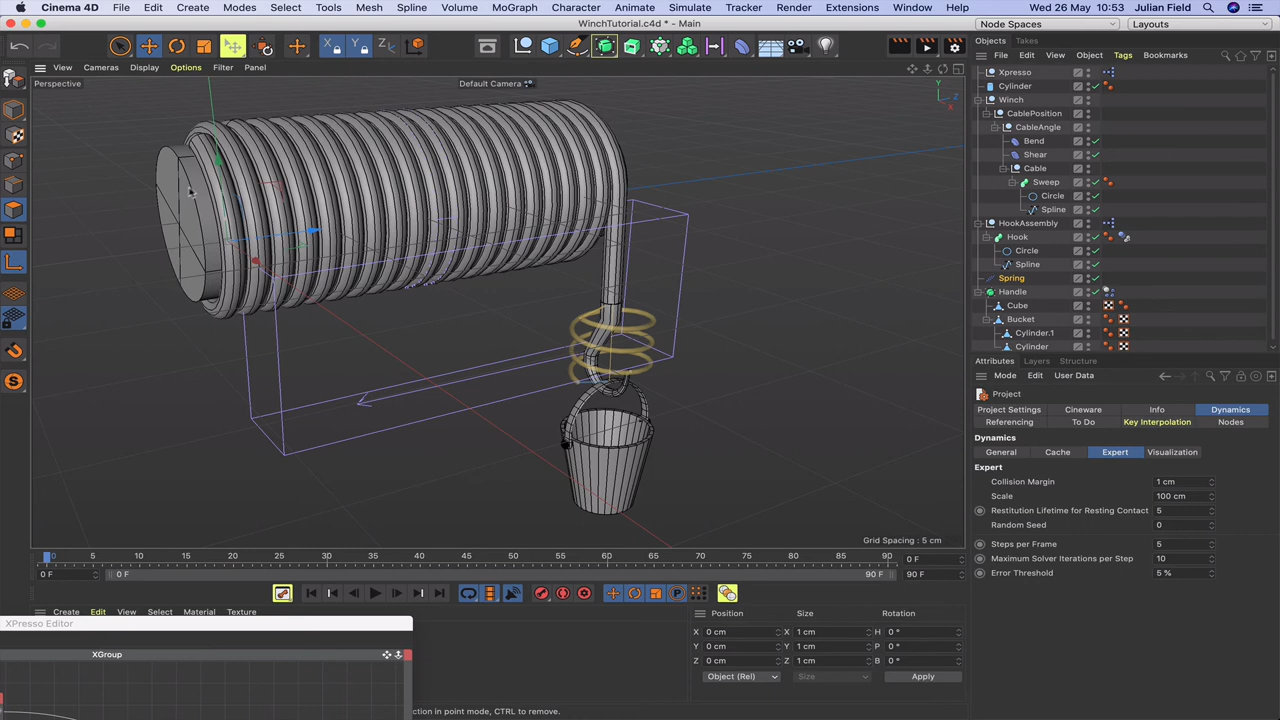 Cinema 4D File Edit Create Modes Select Tools Spline Mesh Volume MoGraph Character Animate Simulate Tracker Render Extensions Window Help Wed 26 May 10:53 Julian Field
WinchTutorial.c4d * - Main
Node Spaces Layouts
Objects Takes
View Cameras Display Options Filter Panel
File Edit View Object Tags Bookmarks
Perspective
Default Camera
Y
Z
X
Xpresso
Cylinder
Winch
CablePosition
CableAngle
Bend
Shear
Cable
Sweep
Circle
Spline
HookAssembly
Hook
Circle
Spline
Spring
Handle
Cube
Bucket
Cylinder.1
Cylinder
Attributes Layers Structure
Mode Edit User Data
Project
Project Settings Cineware Info Dynamics
Referencing To Do Key Interpolation Nodes
Dynamics
General Cache Expert Visualization
Expert
Collision Margin 1 cm
Scale 100 cm
Restitution Lifetime for Resting Contact 5
Random Seed 0
Steps per Frame 5
Maximum Solver Iterations per Step 10
Error Threshold 5 %
Grid Spacing : 5 cm
0 5 10 15 20 25 30 35 40 45 50 55 60 65 70 75 80 85 90 0 F
0 F 0 F 90 F 90 F
Create Edit View Select Material Texture
XPresso Editor
XGroup
Position Size Rotation
X 0 cm X 1 cm H 0 °
Y 0 cm Y 1 cm P 0 °
Z 0 cm Z 1 cm B 0 °
Object (Rel) Size Apply
ction in point mode, CTRL to remove.